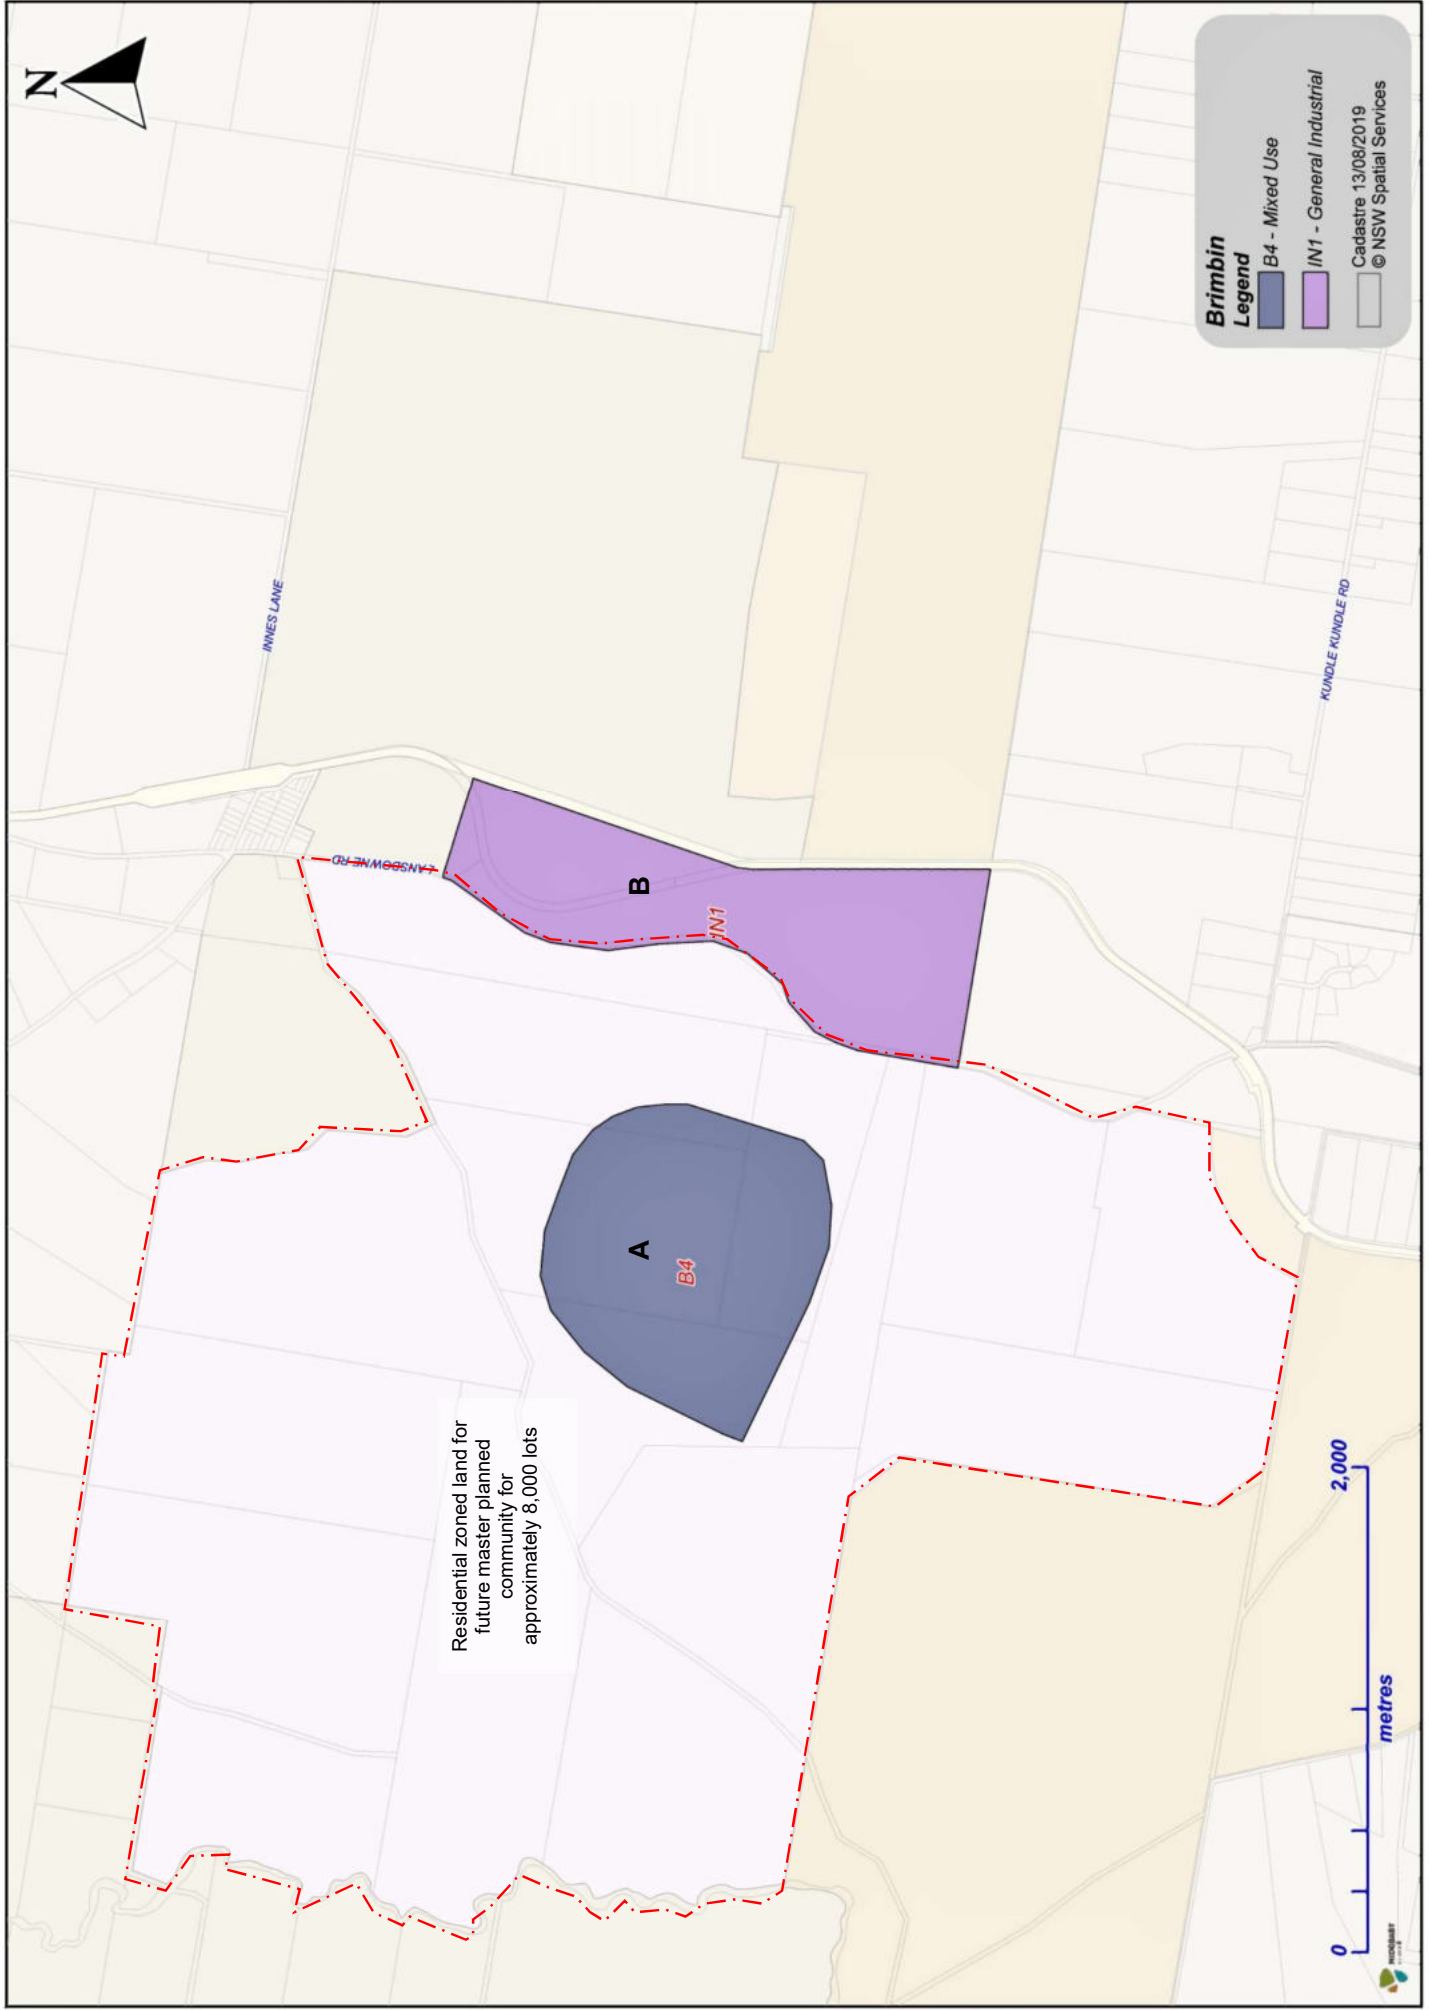 N
INNES LANE
LANSDOWNE RD
B
IN1
A
B4
Residential zoned land for
future master planned
community for
approximately 8,000 lots
KUNDLE KUNDLE RD
Brimbin
Legend
B4 - Mixed Use
IN1 - General Industrial
Cadastre 13/08/2019
© NSW Spatial Services
0
2,000
metres
MIDCOAST